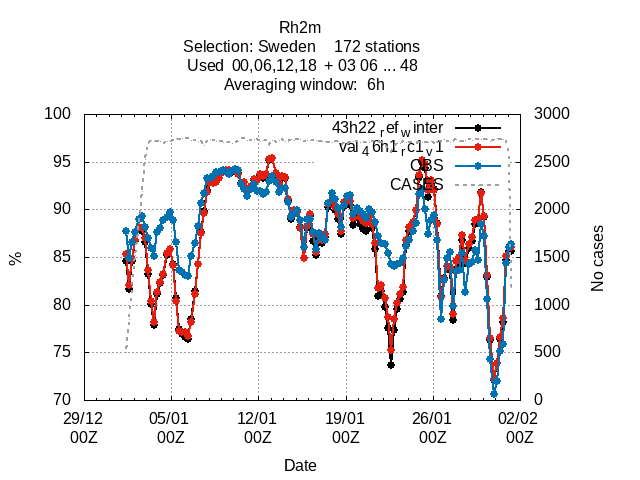 Rh2m
Selection: Sweden    172 stations
Used  00,06,12,18  + 03 06 ... 48
Averaging window:  6h
100
95
90
85
80
75
70
%
3000
2500
2000
1500
1000
500
0
No cases
43h22_ref_winter
val_46h1_rc1_v1
OBS
CASES
29/12 05/01 12/01 19/01 26/01 02/02
00Z 00Z 00Z 00Z 00Z 00Z
Date